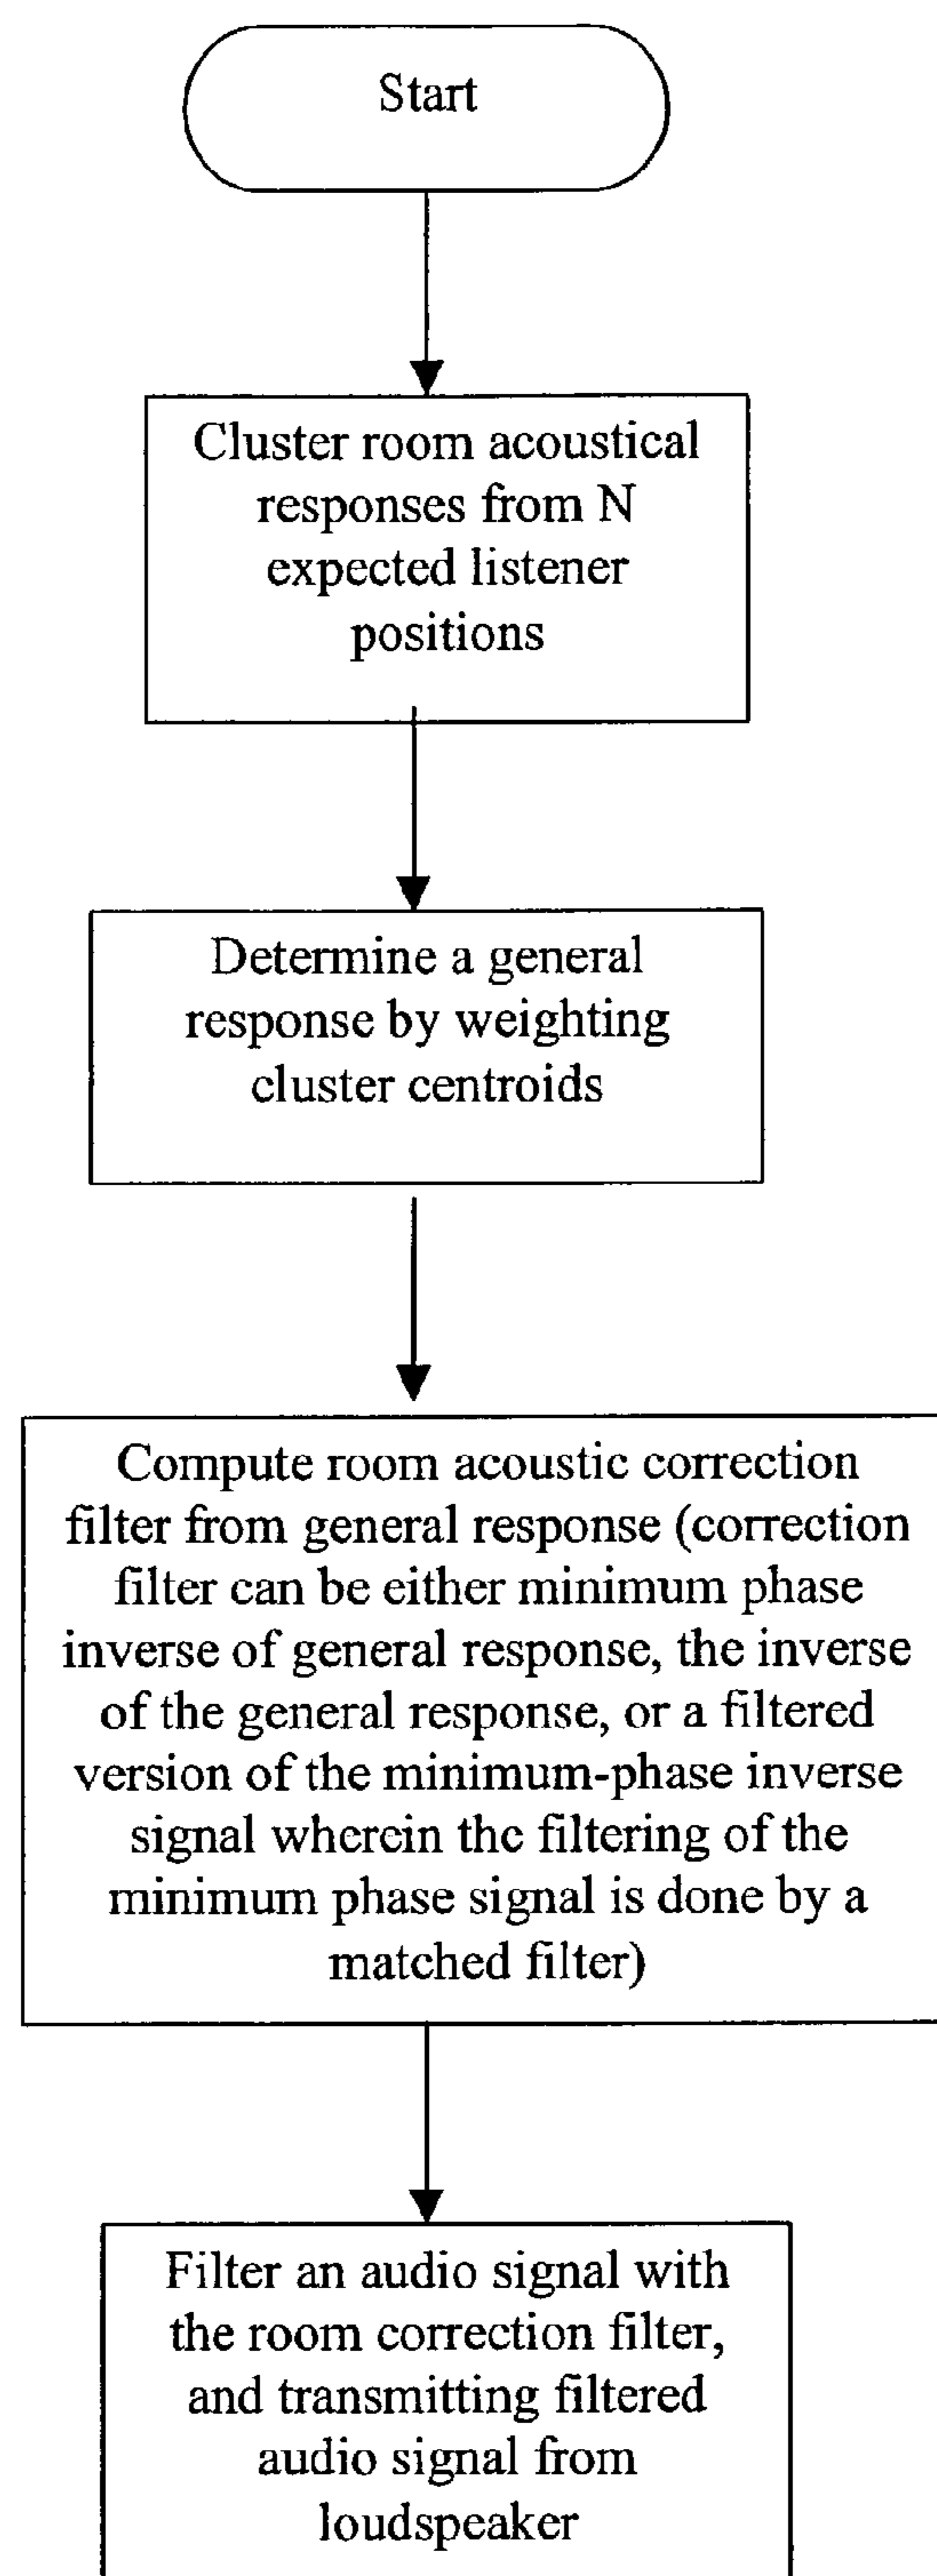 Start
Cluster room acoustical
responses from N
expected listener
positions
Determine a general
response by weighting
cluster centroids
Compute room acoustic correction
filter from general response (correction
filter can be either minimum phase
inverse of general response, the inverse
of the general response, or a filtered
version of the minimum-phase inverse
signal wherein the filtering of the
minimum phase signal is done by a
matched filter)
Filter an audio signal with
the room correction filter,
and transmitting filtered
audio signal from
loudspeaker